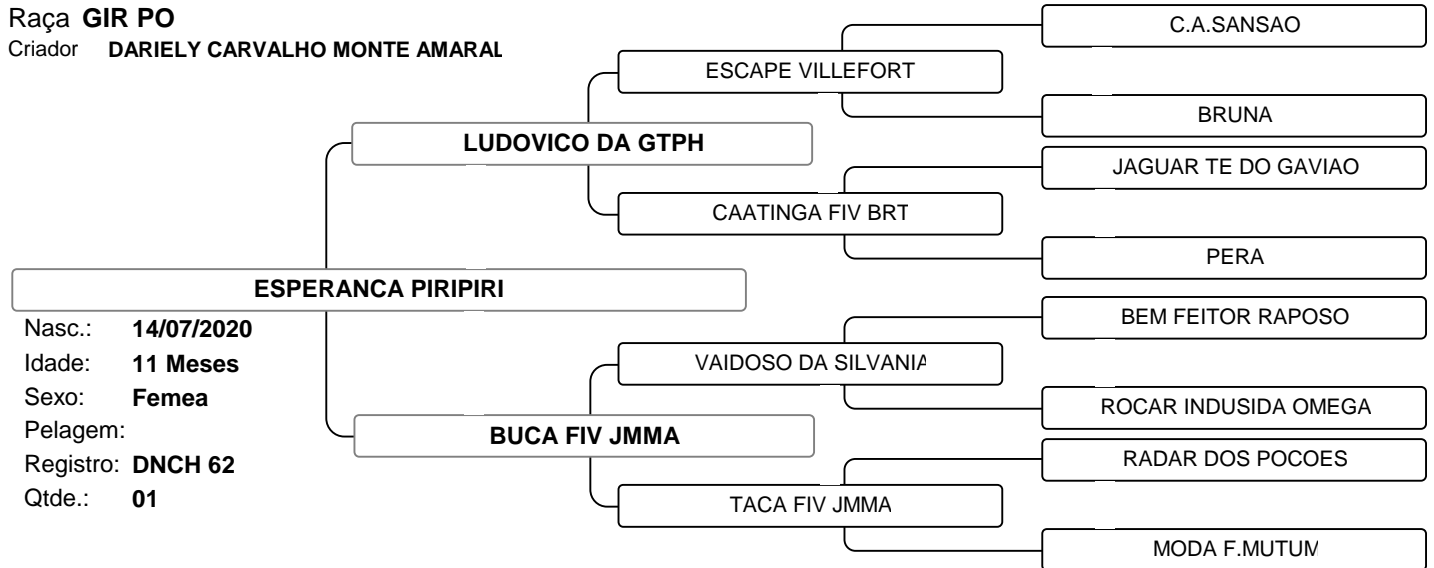 Raça GIR PO
Criador DARIELY CARVALHO MONTE AMARAL
C.A.SANSAO
ESCAPE VILLEFORT
BRUNA
LUDOVICO DA GTPH
JAGUAR TE DO GAVIAO
CAATINGA FIV BRT
PERA
ESPERANCA PIRIPIRI
Nasc.: 14/07/2020
Idade: 11 Meses
Sexo: Femea
Pelagem:
Registro: DNCH 62
Qtde.: 01
BEM FEITOR RAPOSO
VAIDOSO DA SILVANIA
ROCAR INDUSIDA OMEGA
BUCA FIV JMMA
RADAR DOS POCOES
TACA FIV JMMA
MODA F.MUTUM